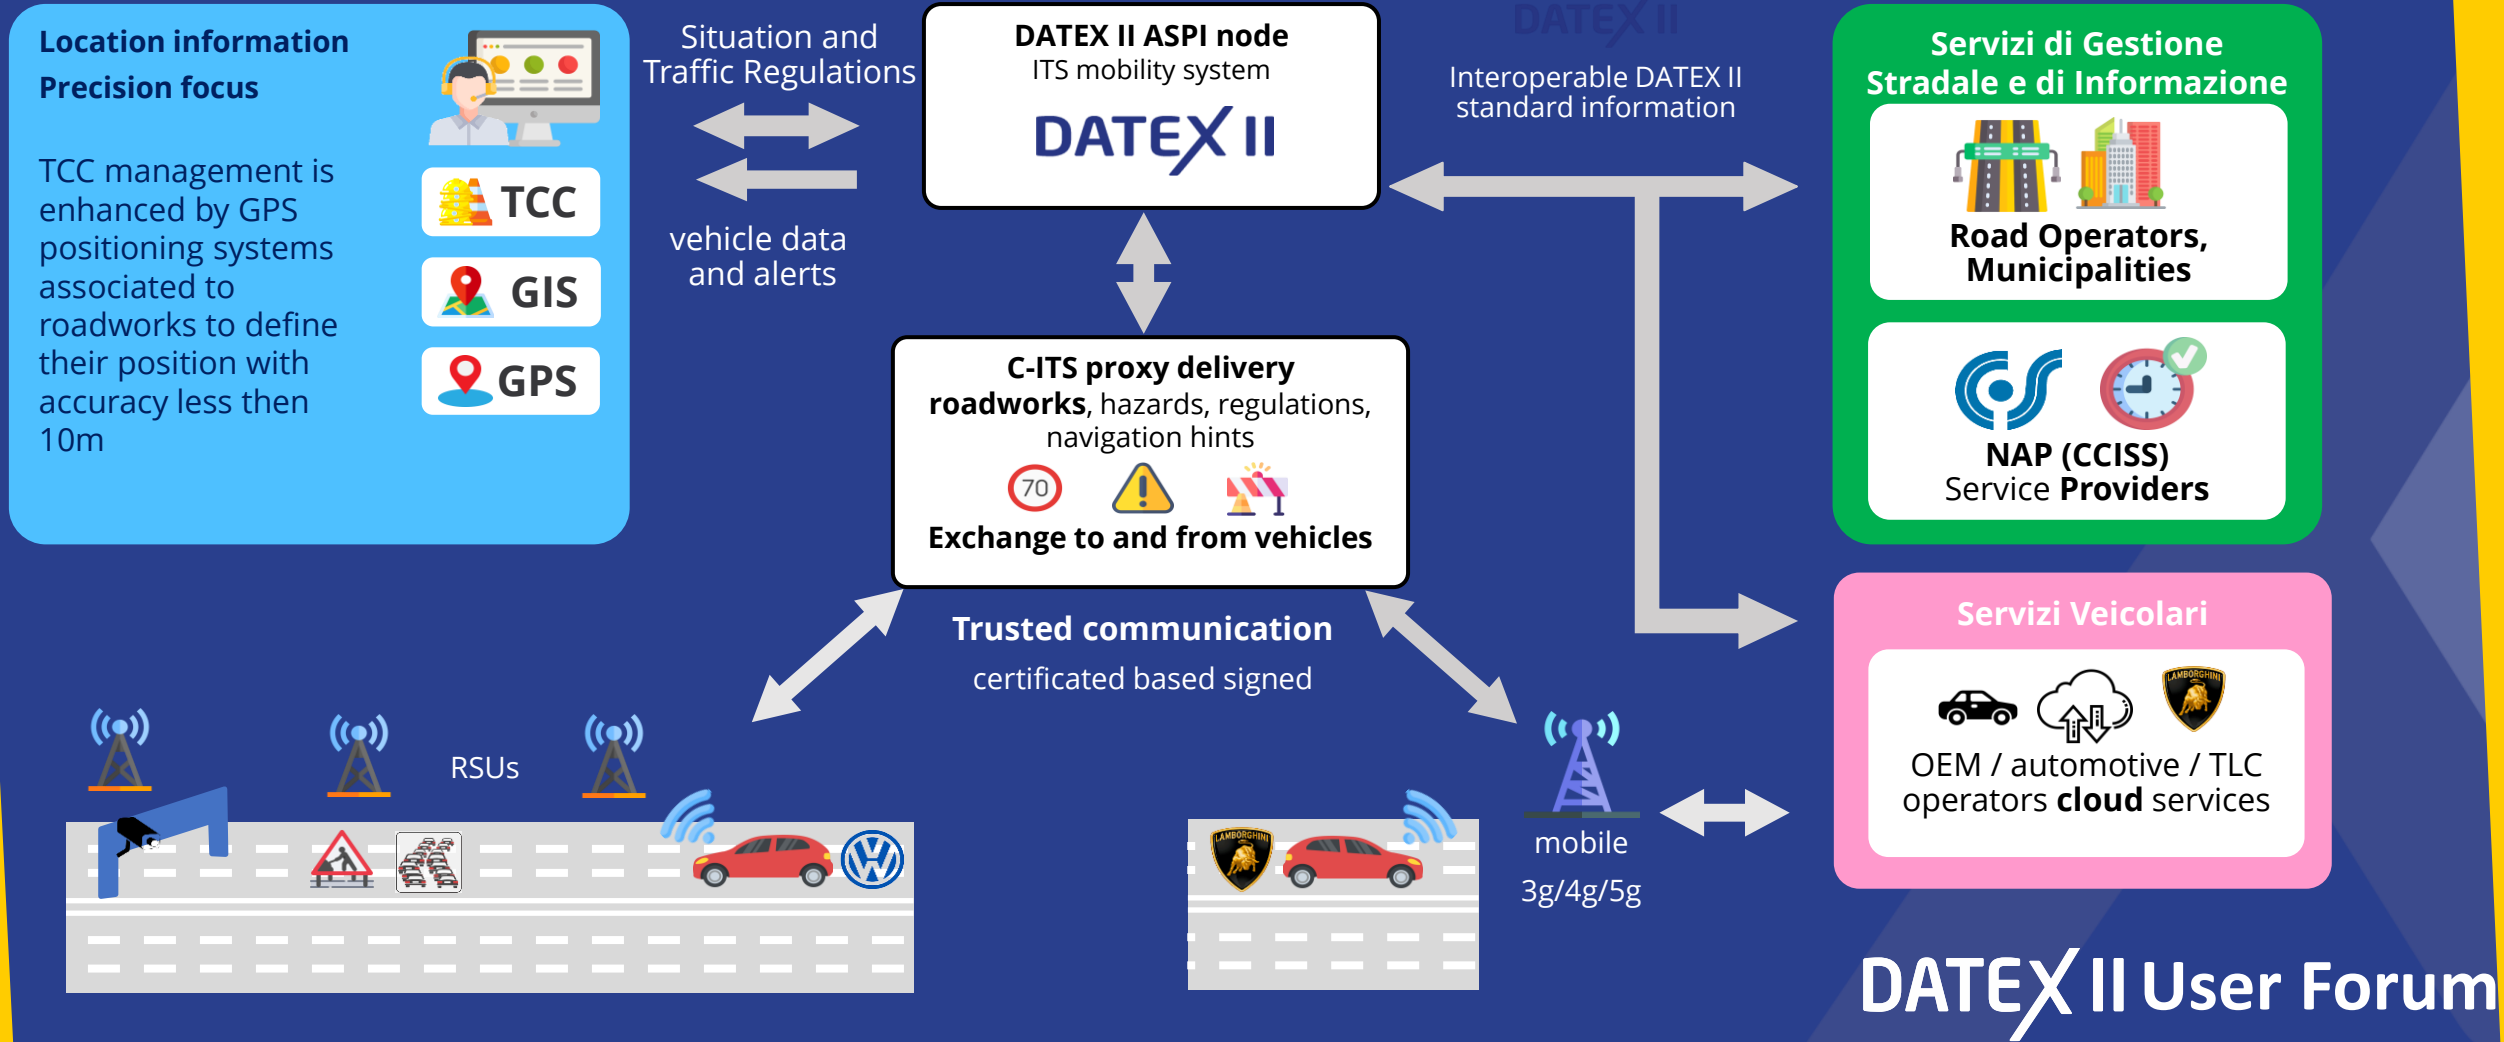 Location information
Precision focus
TCC management is
enhanced by GPS
positioning systems
associated to
roadworks to define
their position with
accuracy less then
10m
TCC
GIS
GPS
Situation and
Traffic Regulations
vehicle data
and alerts
DATEX II ASPI node
ITS mobility system
DATEX II
DATEX II
Interoperable DATEX II
standard information
C-ITS proxy delivery
roadworks, hazards, regulations,
navigation hints
70
Exchange to and from vehicles
Trusted communication
certificated based signed
Servizi di Gestione
Stradale e di Informazione
Road Operators,
Municipalities
NAP (CCISS)
Service Providers
Servizi Veicolari
LAMBORGHINI
OEM / automotive / TLC
operators cloud services
RSUs
LAMBORGHINI
mobile
3g/4g/5g
DATEX II User Forum